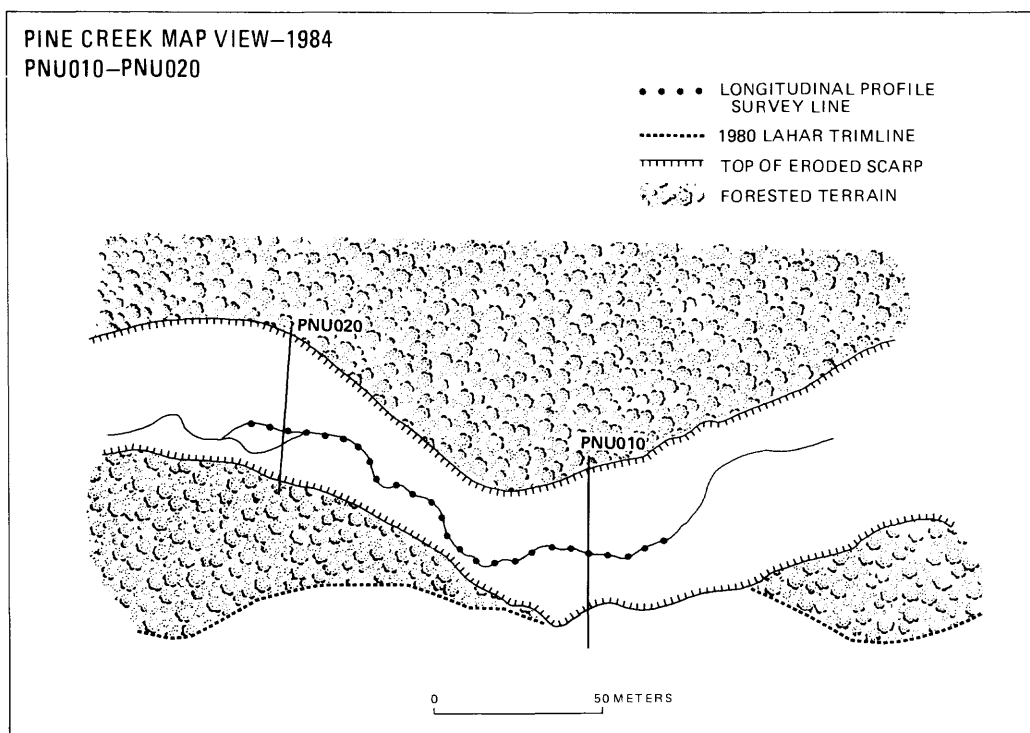 PINE CREEK MAP VIEW–1984
PNU010–PNU020
LONGITUDINAL PROFILE
SURVEY LINE
1980 LAHAR TRIMLINE
TOP OF ERODED SCARP
FORESTED TERRAIN
PNU020
PNU010
0 50 METERS